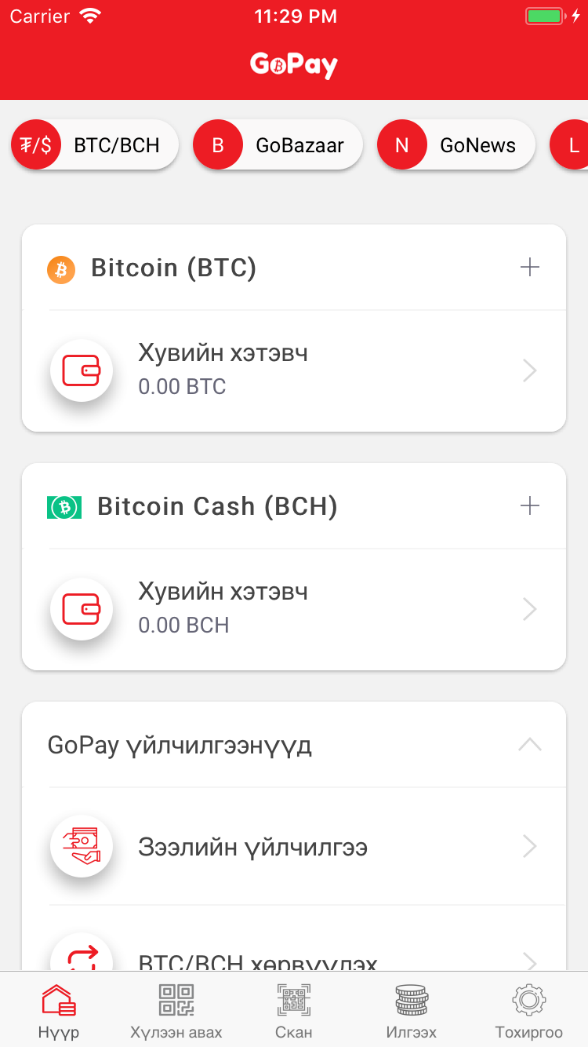 Carrier 11:29 PM
GoPay
₮/$ BTC/BCH B GoBazaar N GoNews L
Bitcoin (BTC)
Хувийн хэтэвч
0.00 BTC
Bitcoin Cash (BCH)
Хувийн хэтэвч
0.00 BCH
GoPay үйлчилгээнүүд
Зээлийн үйлчилгээ
BTC/BCH хөрвүүлэх
Нүүр Хүлээн авах Скан Илгээх Тохиргоо